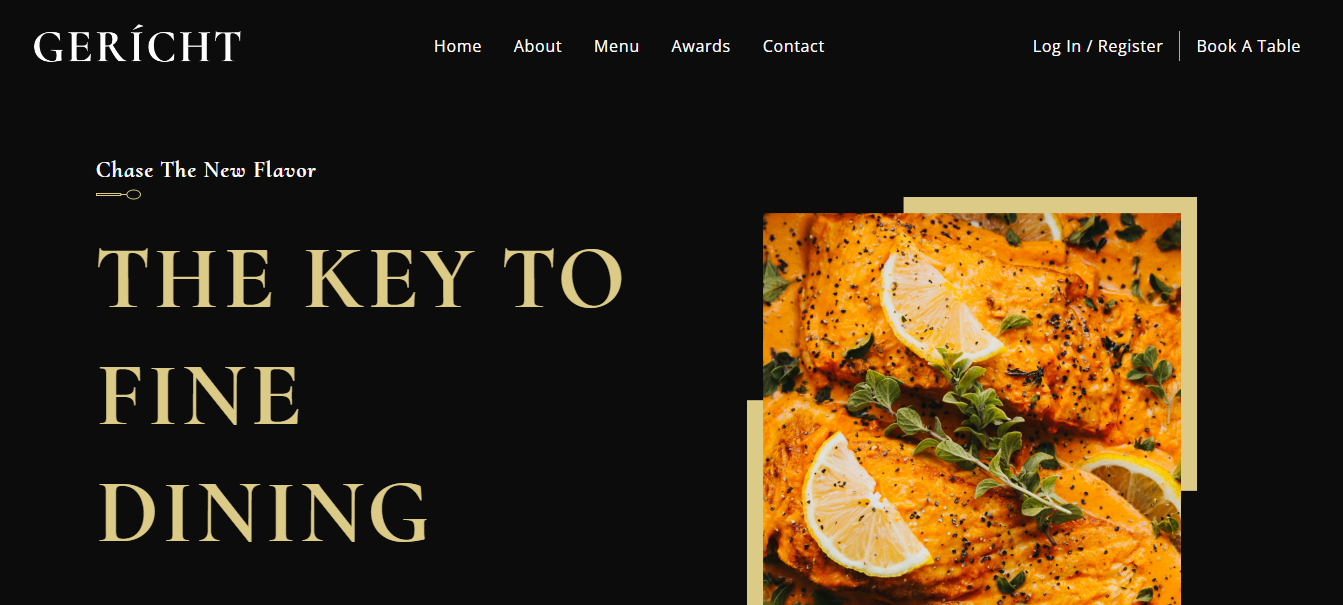 GERÍCHT
Home About Menu Awards Contact
Log In / Register Book A Table
Chase The New Flavor
THE KEY TO
FINE
DINING